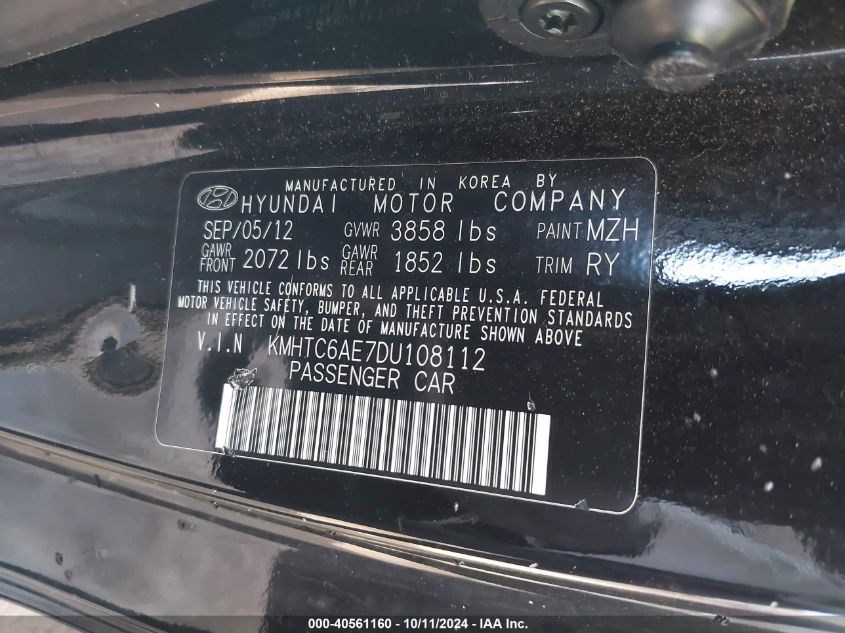 MANUFACTURED IN KOREA BY
HYUNDAI MOTOR COMPANY
SEP/05/12 GVWR 3858 lbs PAINT MZH
GAWR FRONT 2072 lbs GAWR REAR 1852 lbs TRIM RY
THIS VEHICLE CONFORMS TO ALL APPLICABLE U.S.A. FEDERAL
MOTOR VEHICLE SAFETY, BUMPER, AND THEFT PREVENTION STANDARDS
IN EFFECT ON THE DATE OF MANUFACTURE SHOWN ABOVE
V.I.N KMHTC6AE7DU108112
PASSENGER CAR
000-40561160 - 10/11/2024 - IAA Inc.